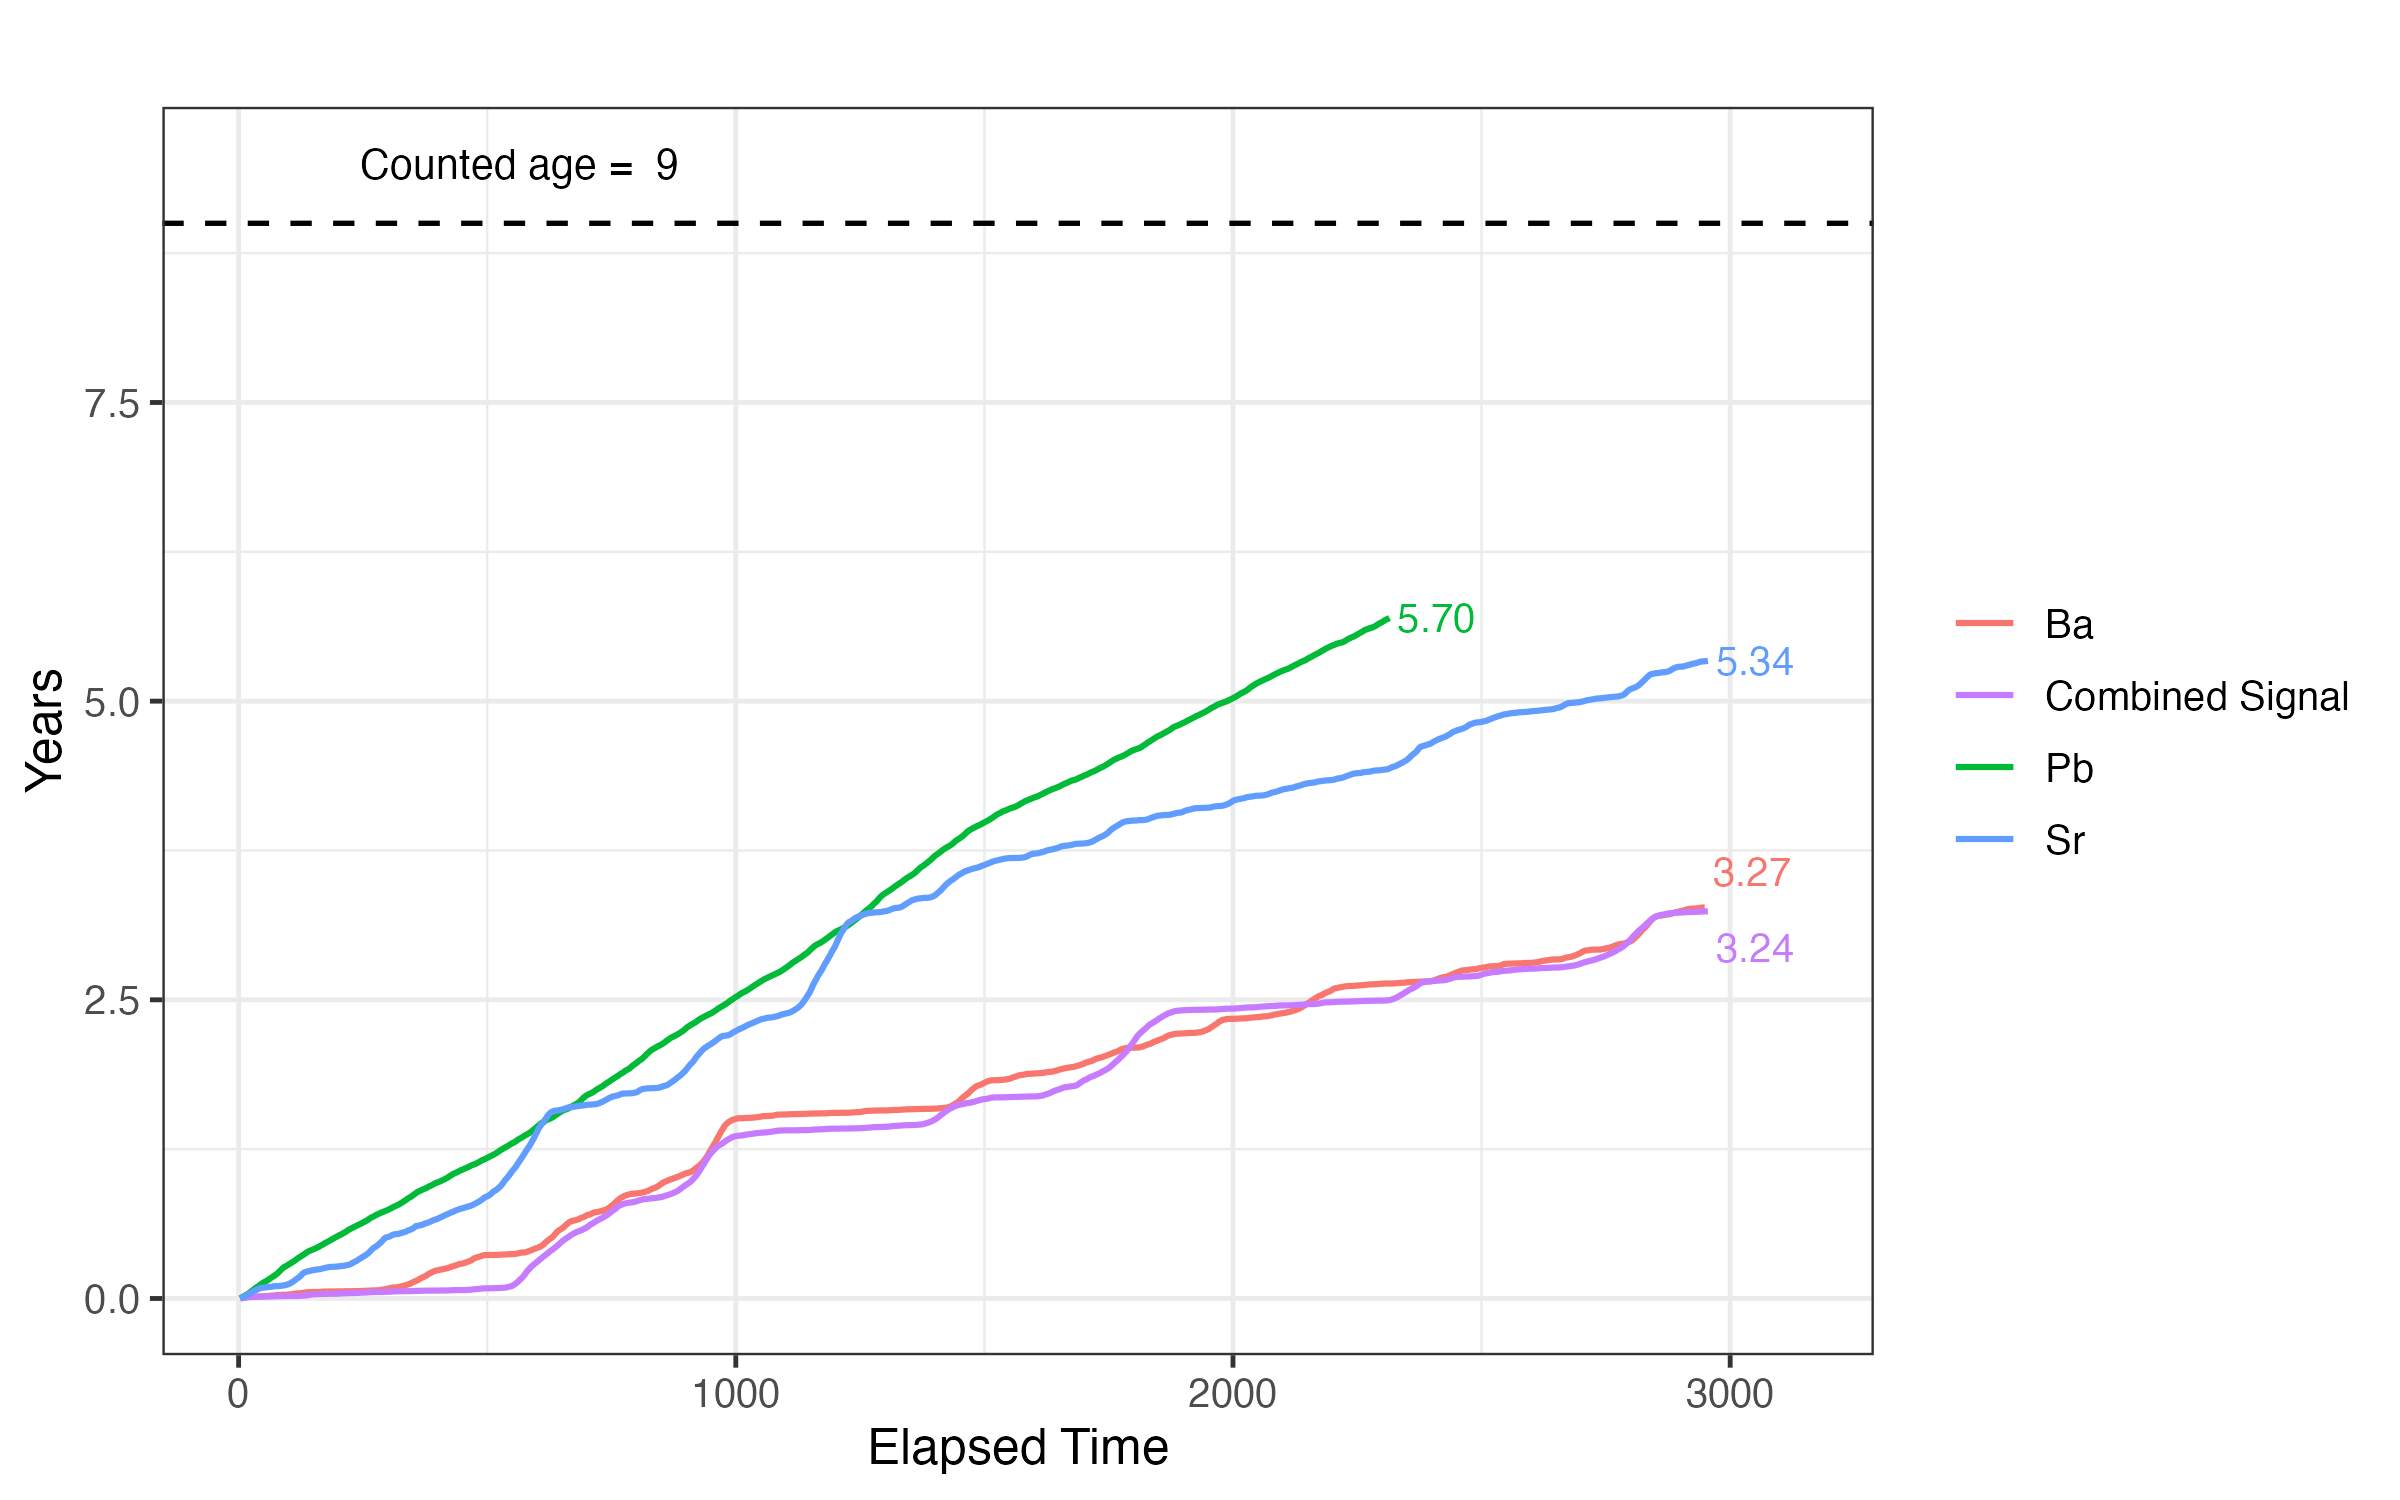 Counted age =  9
Years
7.5
5.0
2.5
0.0
5.70
5.34
3.27
3.24
0 1000 2000 3000
Elapsed Time
Ba
Combined Signal
Pb
Sr